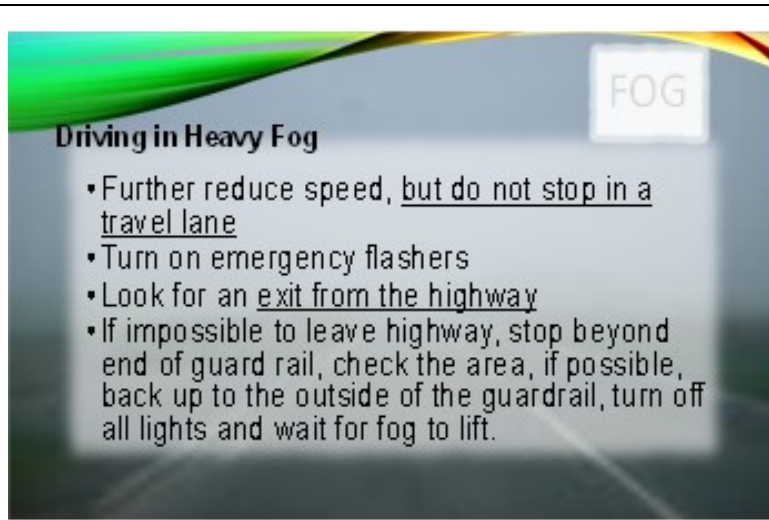 FOG
Driving in Heavy Fog
• Further reduce speed, but do not stop in a
travel lane
• Turn on emergency flashers
• Look for an exit from the highway
• If impossible to leave highway, stop beyond
end of guard rail, check the area, if possible,
back up to the outside of the guardrail, turn off
all lights and wait for fog to lift.